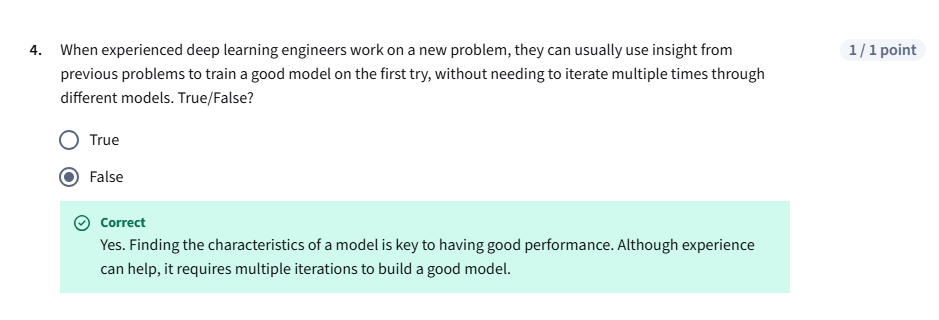 4. When experienced deep learning engineers work on a new problem, they can usually use insight from
1 / 1 point
previous problems to train a good model on the first try, without needing to iterate multiple times through
different models. True/False?
True
False
Correct
Yes. Finding the characteristics of a model is key to having good performance. Although experience
can help, it requires multiple iterations to build a good model.